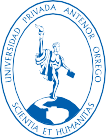 UNIVERSIDAD PRIVADA ANTENOR ORREGO
SCIENTIA ET HUMANITAS